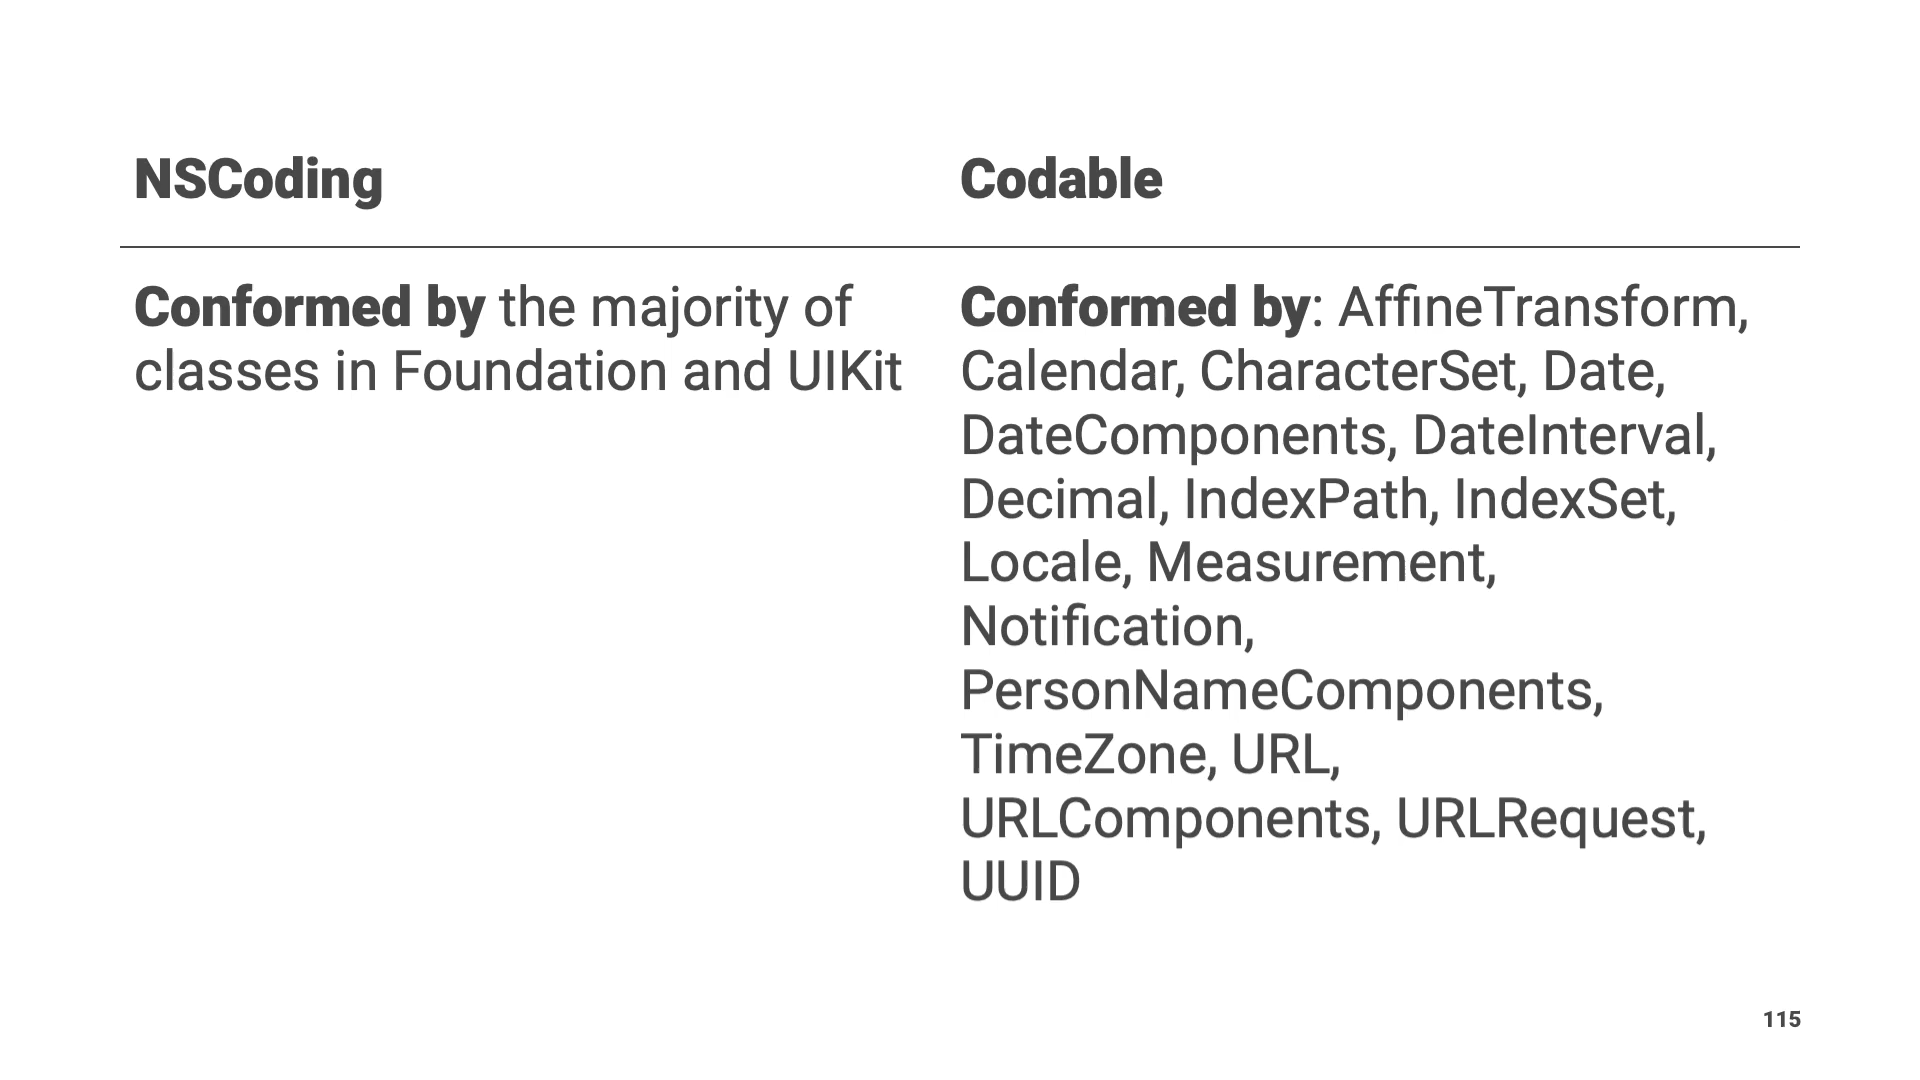 NSCoding
Codable
Conformed by the majority of
classes in Foundation and UIKit
Conformed by: AffineTransform,
Calendar, CharacterSet, Date,
DateComponents, DateInterval,
Decimal, IndexPath, IndexSet,
Locale, Measurement,
Notification,
PersonNameComponents,
TimeZone, URL,
URLComponents, URLRequest,
UUID
115